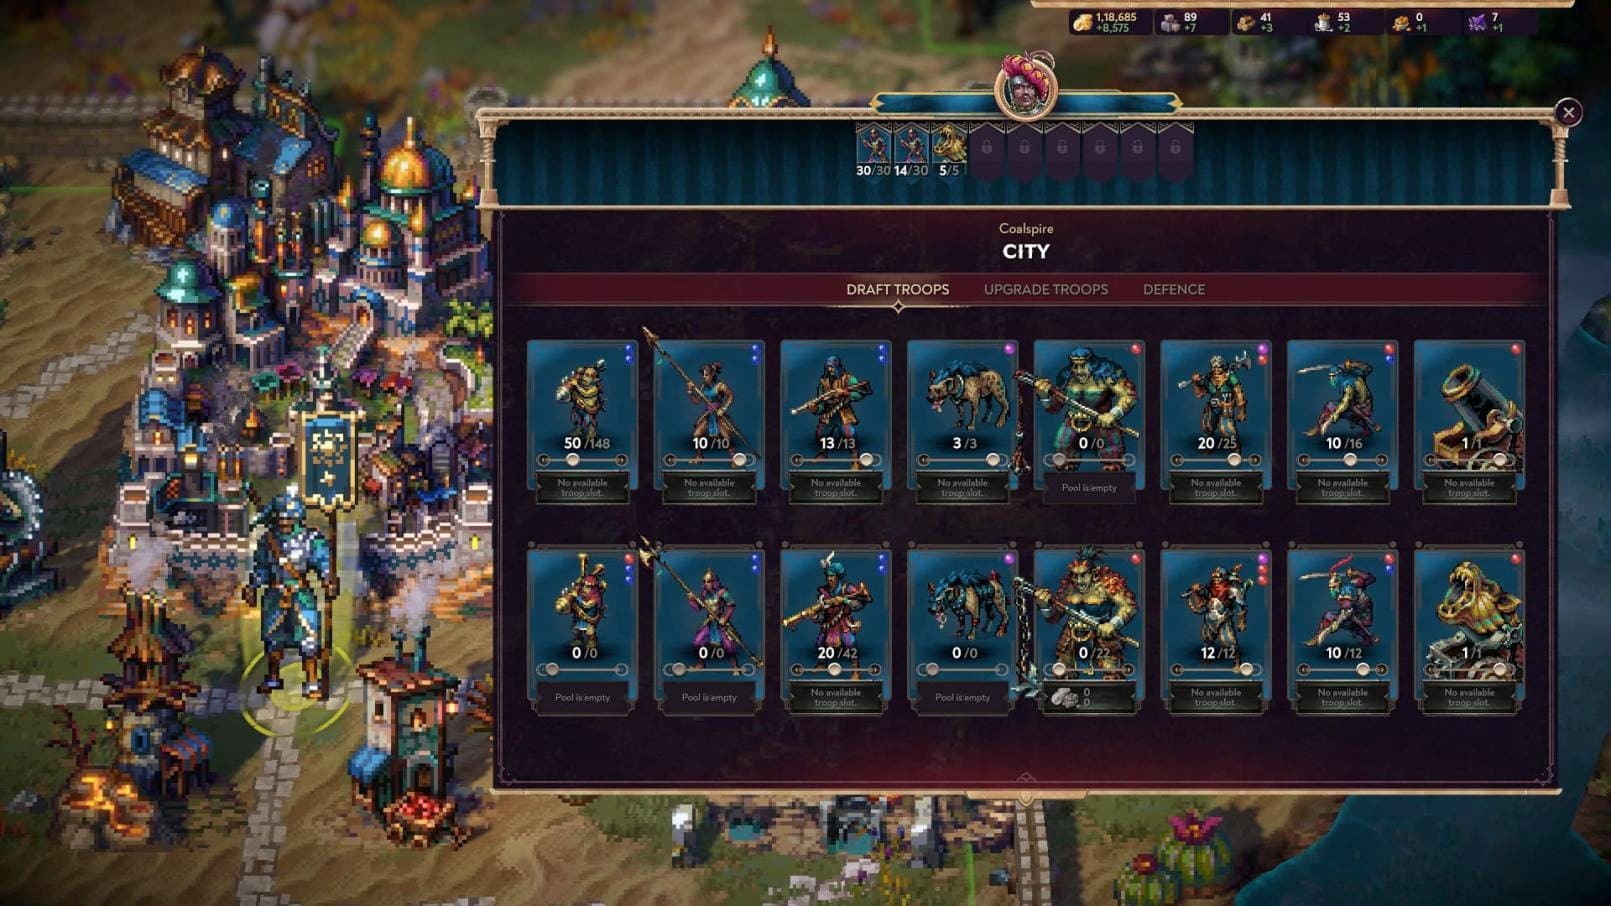 1,18,685 89 41 53 0 7
+8,575 +7 +3 +2 +1 +1
30/30 14/30 5/5
Coalspire
CITY
DRAFT TROOPS UPGRADE TROOPS DEFENCE
50/148 10/10 13/13 3/3 0/0 20/25 10/16 1/1
No available troop slot.
No available troop slot.
No available troop slot.
No available troop slot.
Pool is empty
No available troop slot.
No available troop slot.
No available troop slot.
0/0 0/0 20/42 0/0 0/22 12/12 10/12 1/1
Pool is empty
Pool is empty
No available troop slot.
Pool is empty
0
0
No available troop slot.
No available troop slot.
No available troop slot.